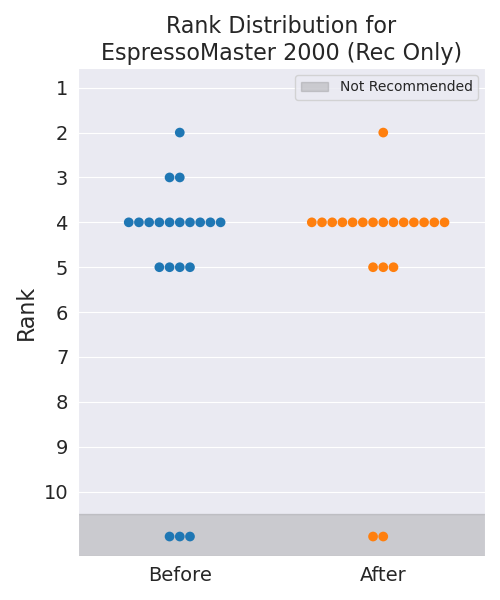 Rank Distribution for
EspressoMaster 2000 (Rec Only)
Not Recommended
1
2
3
4
5
6
7
8
9
10
Rank
Before
After